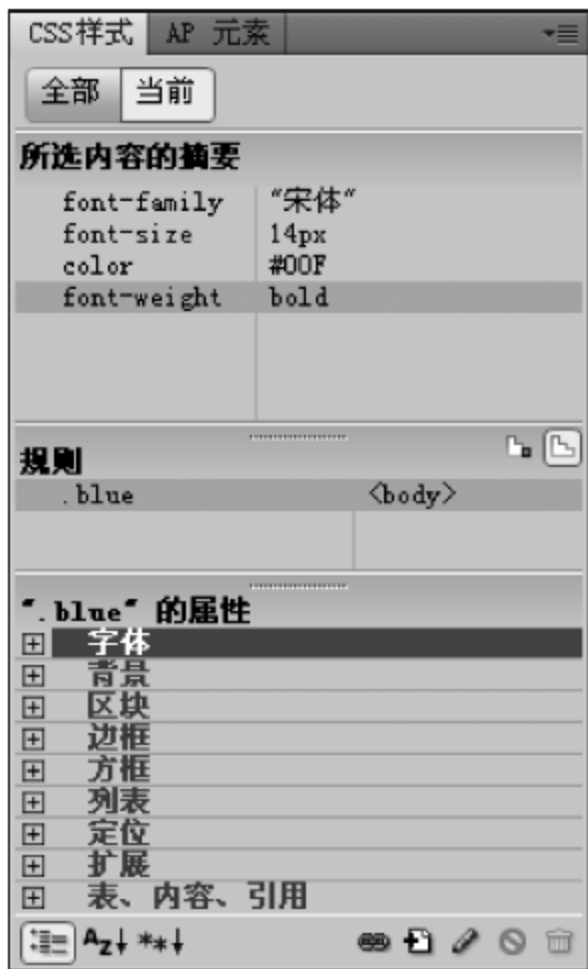 CSS样式 AP 元素
全部 当前
所选内容的摘要
font-family "宋体"
font-size 14px
color #00F
font-weight bold
规则
.blue <body>
".blue" 的属性
字体
背景
区块
边框
方框
列表
定位
扩展
表、内容、引用
Az↓ **↓